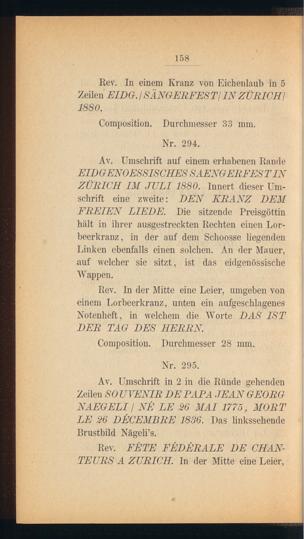 158
Rev. In einem Kranz von Eichenlaub in 5
Zeilen EIDG.| SÄNGERFEST| IN ZÜRICH|
1880.
Composition. Durchmesser 33 mm.
Nr. 294.
Av. Umschrift auf einem erhabenen Rande
EIDGENOESSISCHES SAENGERFEST IN
ZÜRICH IM JULI 1880. Innert dieser Um-
schrift eine zweite: DEN KRANZ DEM
FREIEN LIEDE. Die sitzende Preisgöttin
hält in ihrer ausgestreckten Rechten einen Lor-
beerkranz, in der auf dem Schoosse liegenden
Linken ebenfalls einen solchen. An der Mauer,
auf welcher sie sitzt, ist das eidgenössische
Wappen.
Rev. In der Mitte eine Leier, umgeben von
einem Lorbeerkranz, unten ein aufgeschlagenes
Notenheft, in welchem die Worte DAS IST
DER TAG DES HERRN.
Composition. Durchmesser 28 mm.
Nr. 295.
Av. Umschrift in 2 in die Ründe gehenden
Zeilen SOUVENIR DE PAPA JEAN GEORG
NAEGELI | NÉ LE 26 MAI 1775, MORT
LE 26 DÉCEMBRE 1836. Das linkssehende
Brustbild Nägeli's.
Rev. FÊTE FÉDÉRALE DE CHAN-
TEURS A ZURICH. In der Mitte eine Leier,